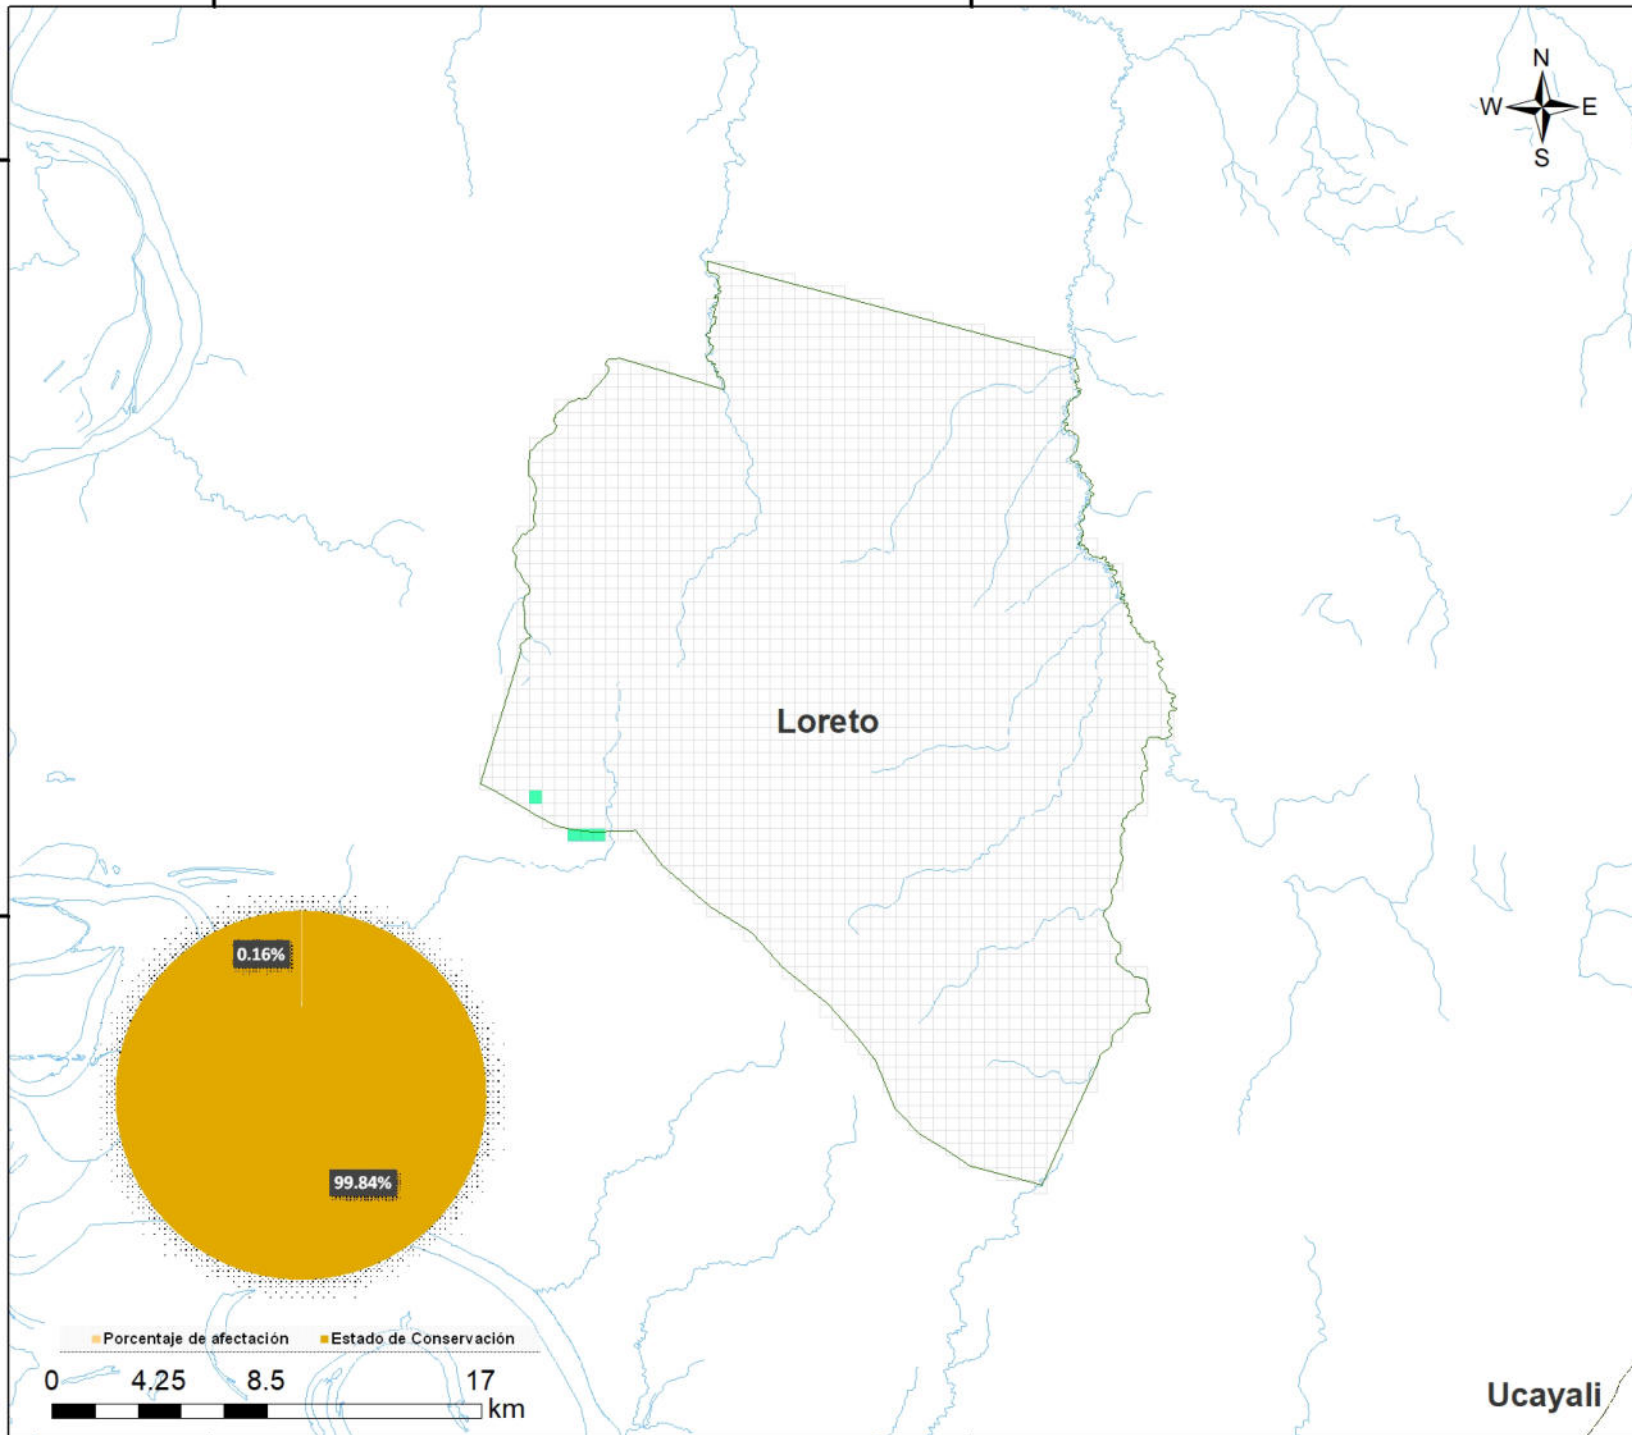 N
W E
S
Loreto
0.16%
99.84%
Porcentaje de afectación Estado de Conservación
0 4.25 8.5 17
km
Ucayali